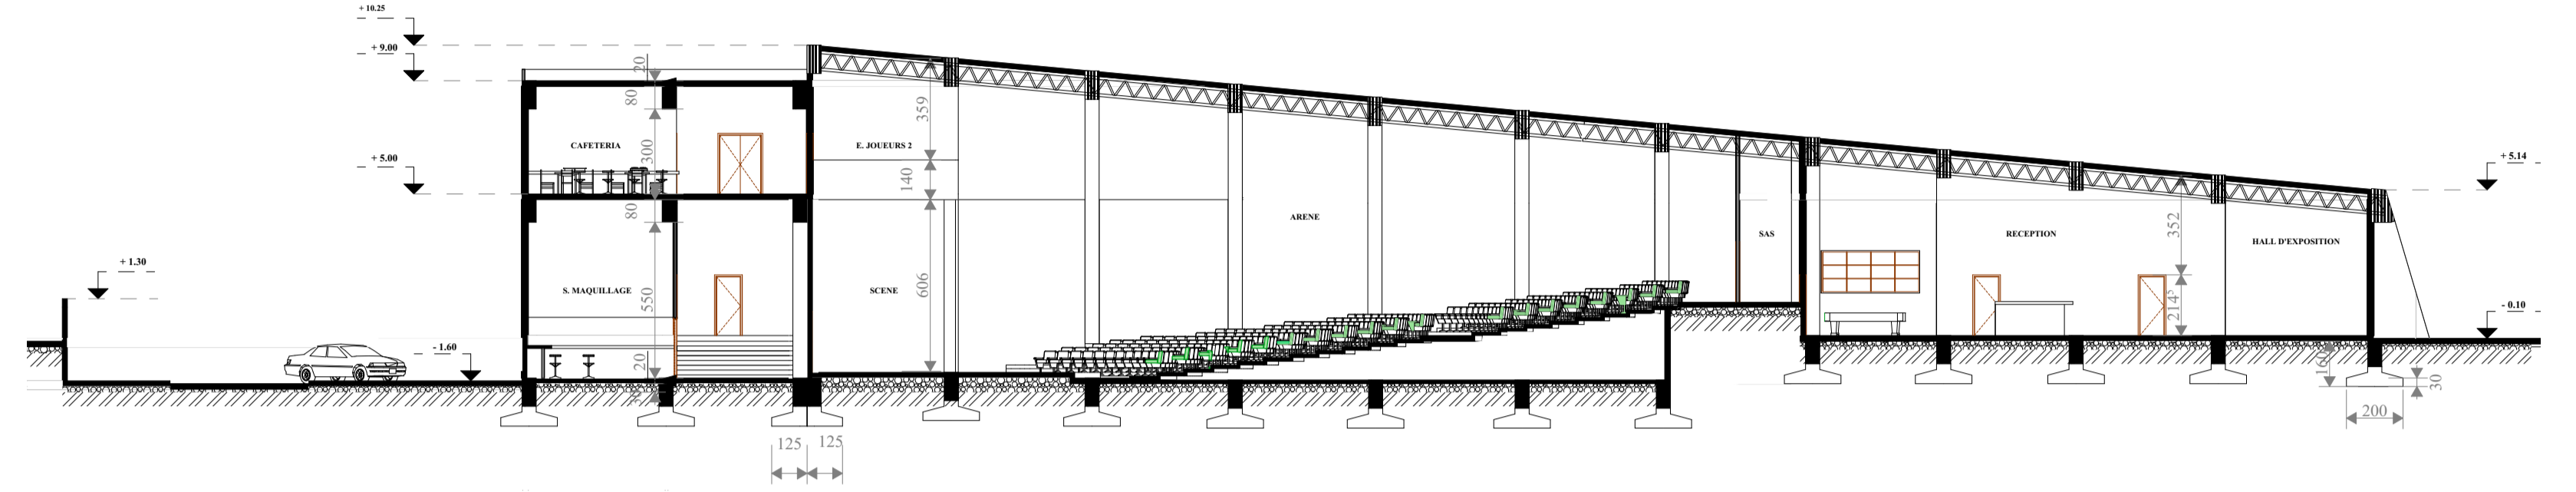 + 10.25
+ 9.00
+ 5.00
+ 1.30
- 1.60
20
80
300
80
550
20
CAFETERIA
S. MAQUILLAGE
125
125
359
140
606
E. JOUEURS 2
SCENE
ARENE
SAS
RECEPTION
HALL D'EXPOSITION
352
214⁵
160
30
200
+ 5.14
- 0.10